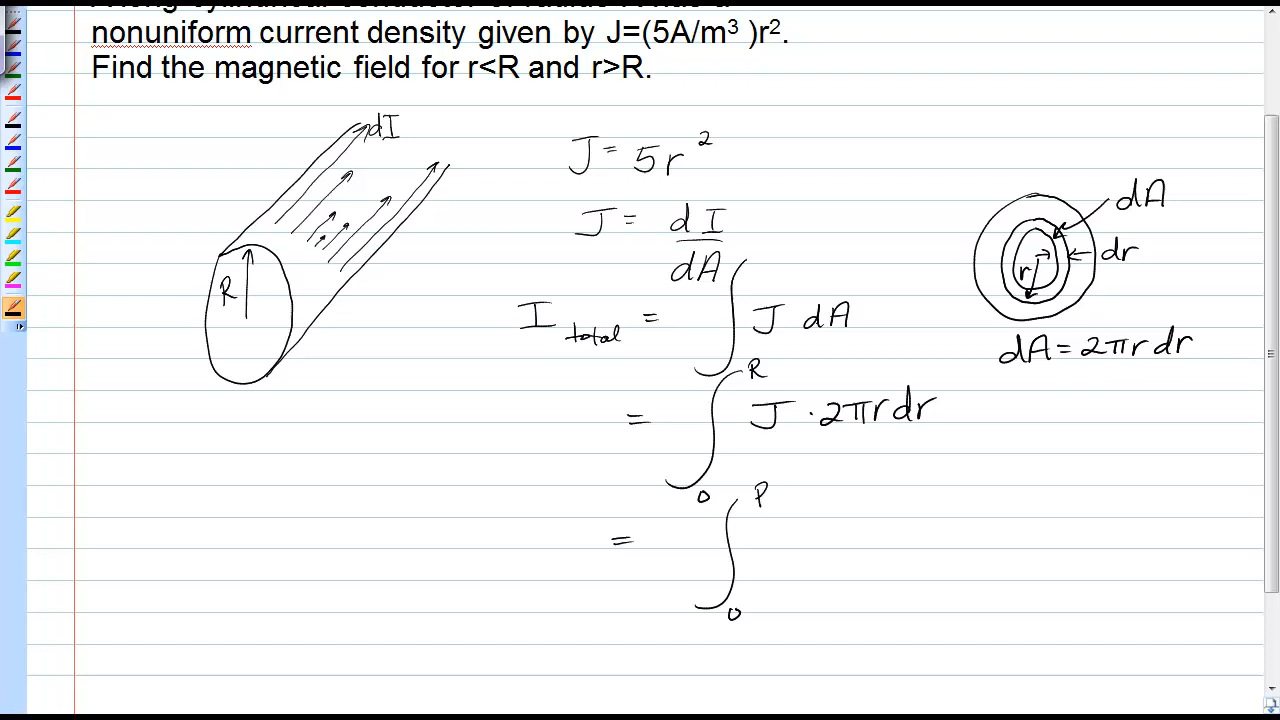 nonuniform current density given by J=(5A/m³ )r².
Find the magnetic field for r<R and r>R.
dI
R
J = 5r²
J = dI/dA
I total = ∫ J dA
= ∫₀ᴿ J · 2πr dr
= ∫₀
dA
dr
r
dA = 2πr dr